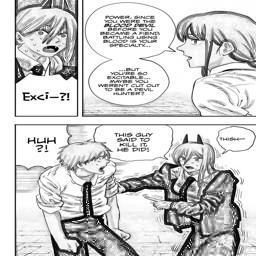 POWER, SINCE
YOU WERE THE
BLOOD DEVIL
BEFORE YOU
BECAME A FIEND,
BATTLING USING
BLOOD IS YOUR
SPECIALTY...
BUT
YOU'RE SO
EXCITABLE...
MAYBE YOU
WEREN'T CUT OUT
TO BE A DEVIL
HUNTER?
EXCI—?!
HUH
?!
THIS GUY
SAID TO
KILL IT,
HE DID!
THISH—